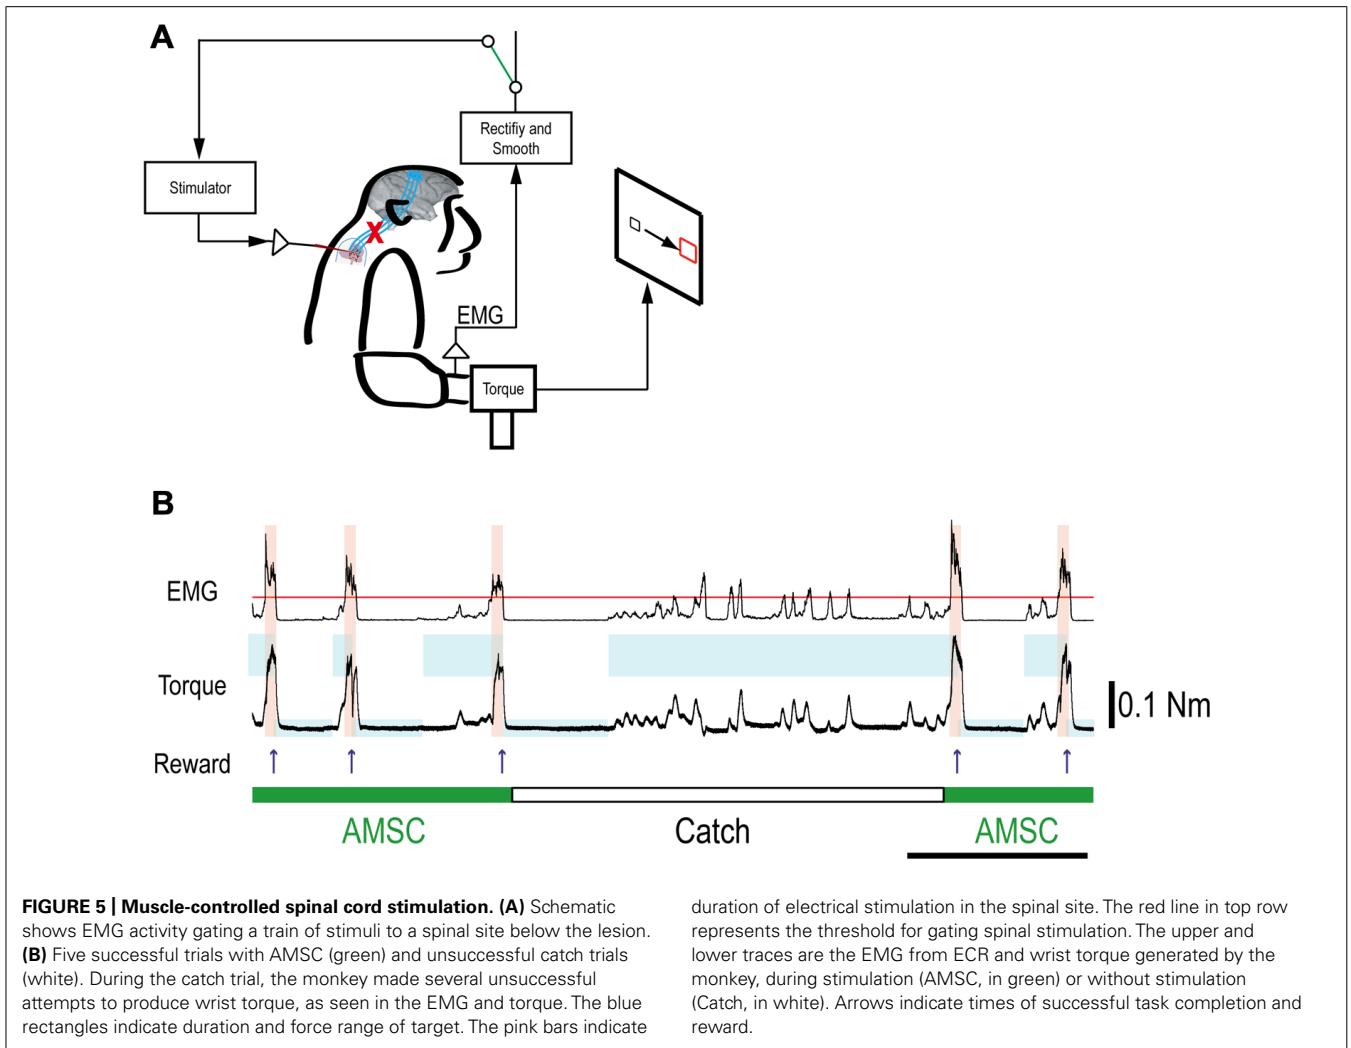 A
Rectifiy and
Smooth
Stimulator
X
EMG
Torque
B
EMG
Torque
0.1 Nm
Reward
AMSC
Catch
AMSC
FIGURE 5 | Muscle-controlled spinal cord stimulation. (A) Schematic
shows EMG activity gating a train of stimuli to a spinal site below the lesion.
(B) Five successful trials with AMSC (green) and unsuccessful catch trials
(white). During the catch trial, the monkey made several unsuccessful
attempts to produce wrist torque, as seen in the EMG and torque. The blue
rectangles indicate duration and force range of target. The pink bars indicate
duration of electrical stimulation in the spinal site. The red line in top row
represents the threshold for gating spinal stimulation. The upper and
lower traces are the EMG from ECR and wrist torque generated by the
monkey, during stimulation (AMSC, in green) or without stimulation
(Catch, in white). Arrows indicate times of successful task completion and
reward.